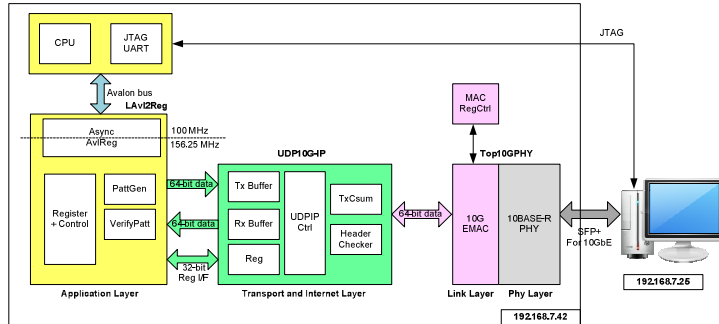 CPU
JTAG
UART
JTAG
Avalon bus
LAvl2Reg
Async
AvlReg
100 MHz
156.25 MHz
MAC
RegCtrl
UDP10G-IP
Top10GPHY
Register
+ Control
PattGen
VerifyPatt
64-bit data
64-bit data
32-bit
Reg I/F
Tx Buffer
Rx Buffer
Reg
UDPIP
Ctrl
TxCsum
Header
Checker
64-bit data
10G
EMAC
10BASE-R
PHY
SFP+
For 10GbE
192.168.7.25
Application Layer
Transport and Internet Layer
Link Layer
Phy Layer
192.168.7.42